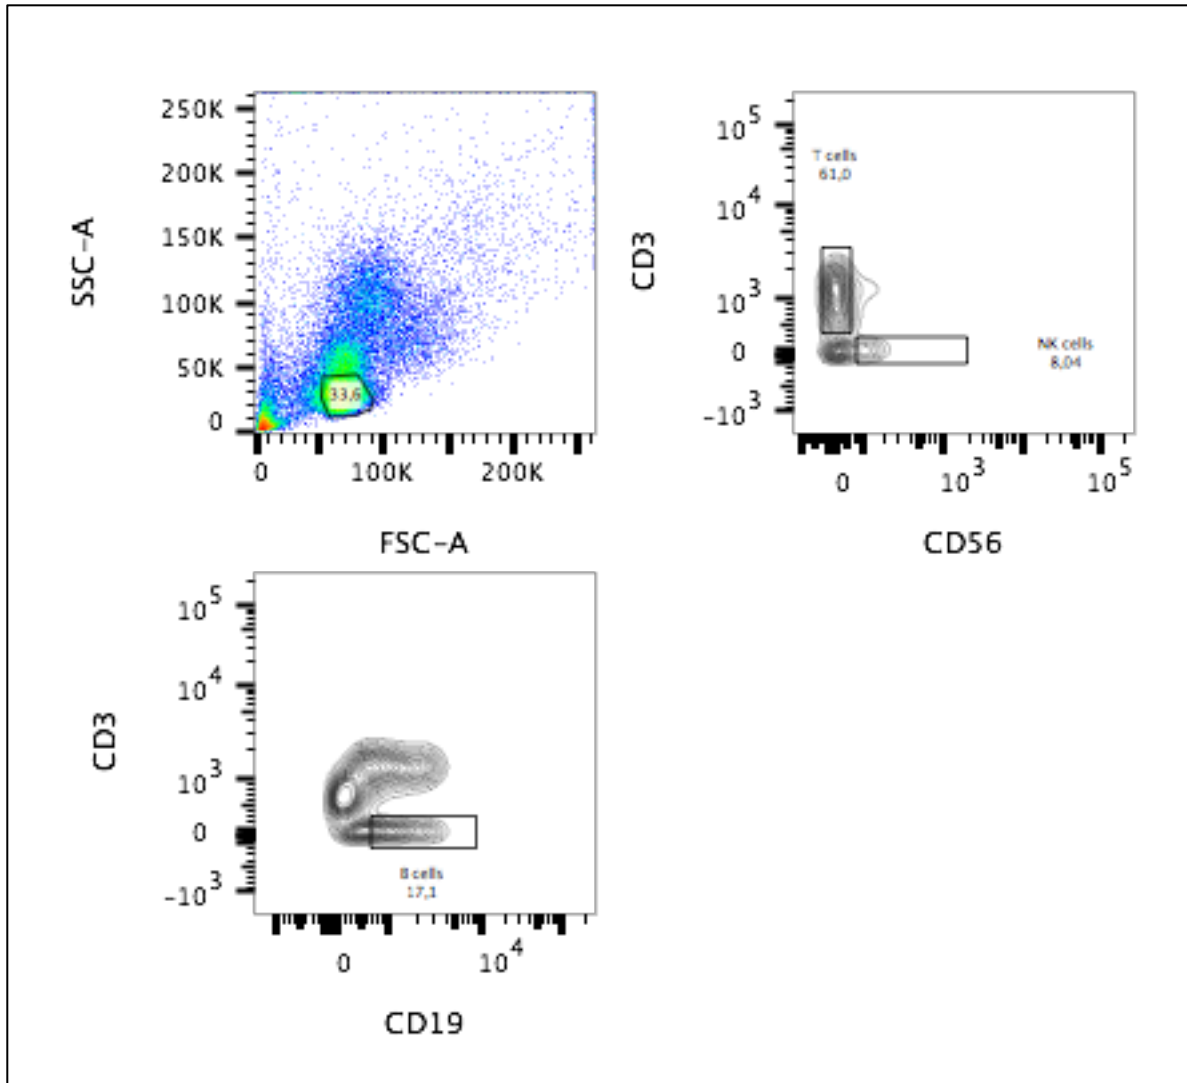 250K
200K
150K
100K
50K
0
SSC-A
33,6
0
100K
200K
FSC-A
10^5
10^4
10^3
0
-10^3
CD3
T cells
61,0
NK cells
8,04
0
10^3
10^5
CD56
10^5
10^4
10^3
0
-10^3
CD3
B cells
17,1
0
10^4
CD19